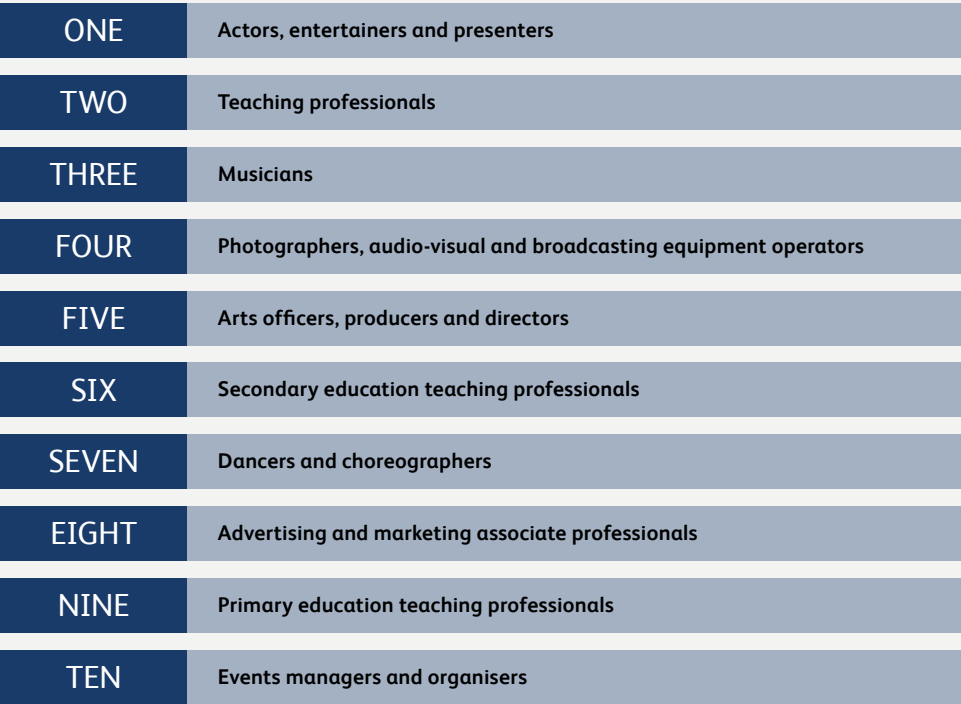 ONE Actors, entertainers and presenters
TWO Teaching professionals
THREE Musicians
FOUR Photographers, audio-visual and broadcasting equipment operators
FIVE Arts officers, producers and directors
SIX Secondary education teaching professionals
SEVEN Dancers and choreographers
EIGHT Advertising and marketing associate professionals
NINE Primary education teaching professionals
TEN Events managers and organisers